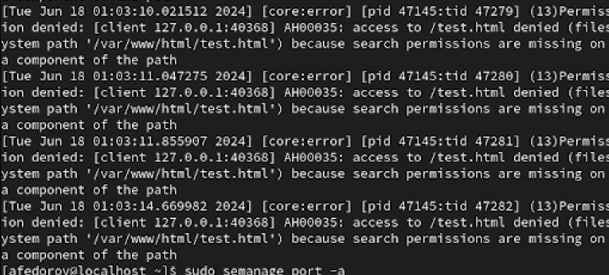 [Tue Jun 18 01:03:10.021512 2024] [core:error] [pid 47145:tid 47279] (13)Permiss
ion denied: [client 127.0.0.1:40368] AH00035: access to /test.html denied (files
ystem path '/var/www/html/test.html') because search permissions are missing on
a component of the path
[Tue Jun 18 01:03:11.047275 2024] [core:error] [pid 47145:tid 47280] (13)Permiss
ion denied: [client 127.0.0.1:40368] AH00035: access to /test.html denied (files
ystem path '/var/www/html/test.html') because search permissions are missing on
a component of the path
[Tue Jun 18 01:03:11.855907 2024] [core:error] [pid 47145:tid 47281] (13)Permiss
ion denied: [client 127.0.0.1:40368] AH00035: access to /test.html denied (files
ystem path '/var/www/html/test.html') because search permissions are missing on
a component of the path
[Tue Jun 18 01:03:14.669982 2024] [core:error] [pid 47145:tid 47282] (13)Permiss
ion denied: [client 127.0.0.1:40368] AH00035: access to /test.html denied (files
ystem path '/var/www/html/test.html') because search permissions are missing on
a component of the path
[afedorov@localhost ~]$ sudo semanage port -a